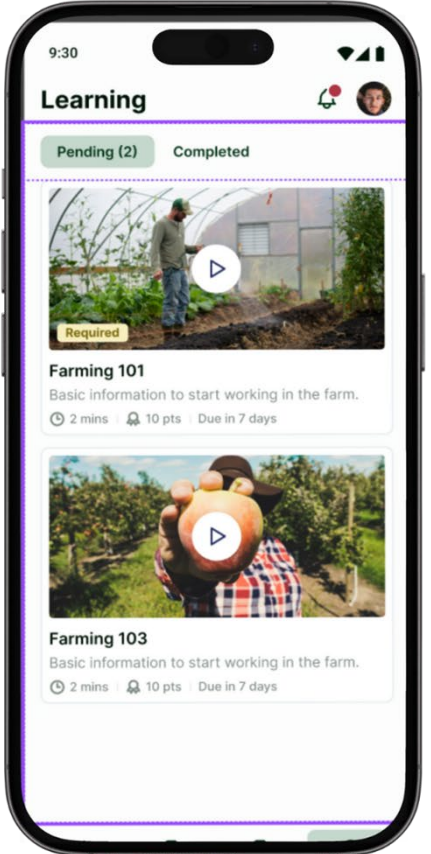 9:30
Learning
Pending (2)
Completed
Required
Farming 101
Basic information to start working in the farm.
2 mins
10 pts
Due in 7 days
Farming 103
Basic information to start working in the farm.
2 mins
10 pts
Due in 7 days